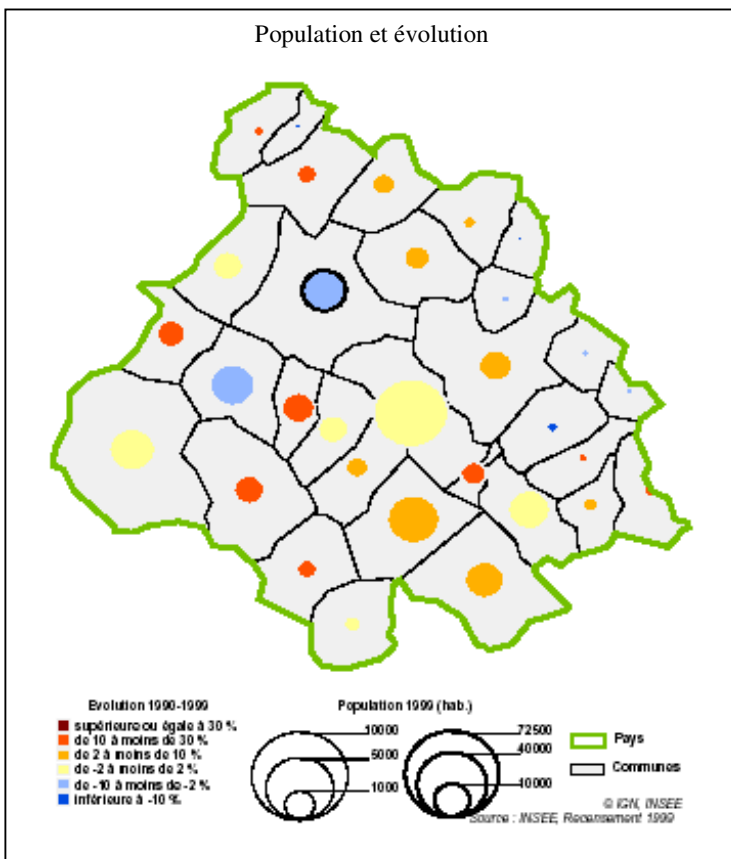 Population et évolution
Evolution 1990-1999
supérieure ou égale à 30 %
de 10 à moins de 30 %
de 2 à moins de 10 %
de -2 à moins de 2 %
de -10 à moins de -2 %
inférieure à -10 %
Population 1999 (hab.)
10000
5000
1000
72500
40000
10000
Pays
Communes
© IGN, INSEE
Source : INSEE, Recensement 1999